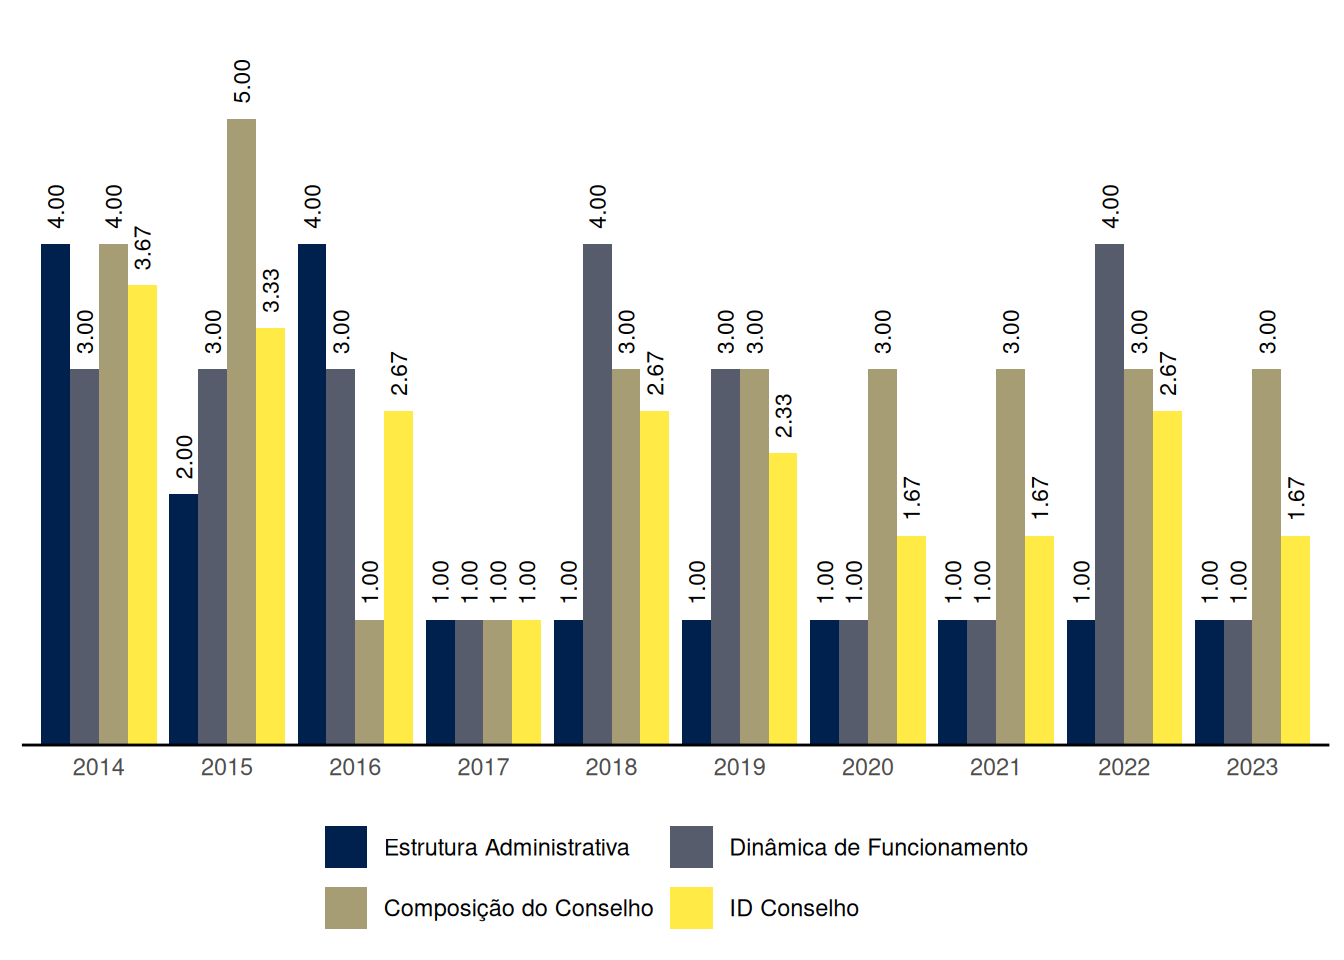 4.00 3.00 4.00 3.67 2.00 3.00 5.00 3.33 4.00 3.00 1.00 2.67 1.00 1.00 1.00 1.00 1.00 4.00 3.00 2.67 1.00 3.00 3.00 2.33 1.00 1.00 3.00 1.67 1.00 1.00 3.00 1.67 1.00 4.00 3.00 2.67 1.00 1.00 3.00 1.67
2014 2015 2016 2017 2018 2019 2020 2021 2022 2023
Estrutura Administrativa Dinâmica de Funcionamento
Composição do Conselho ID Conselho